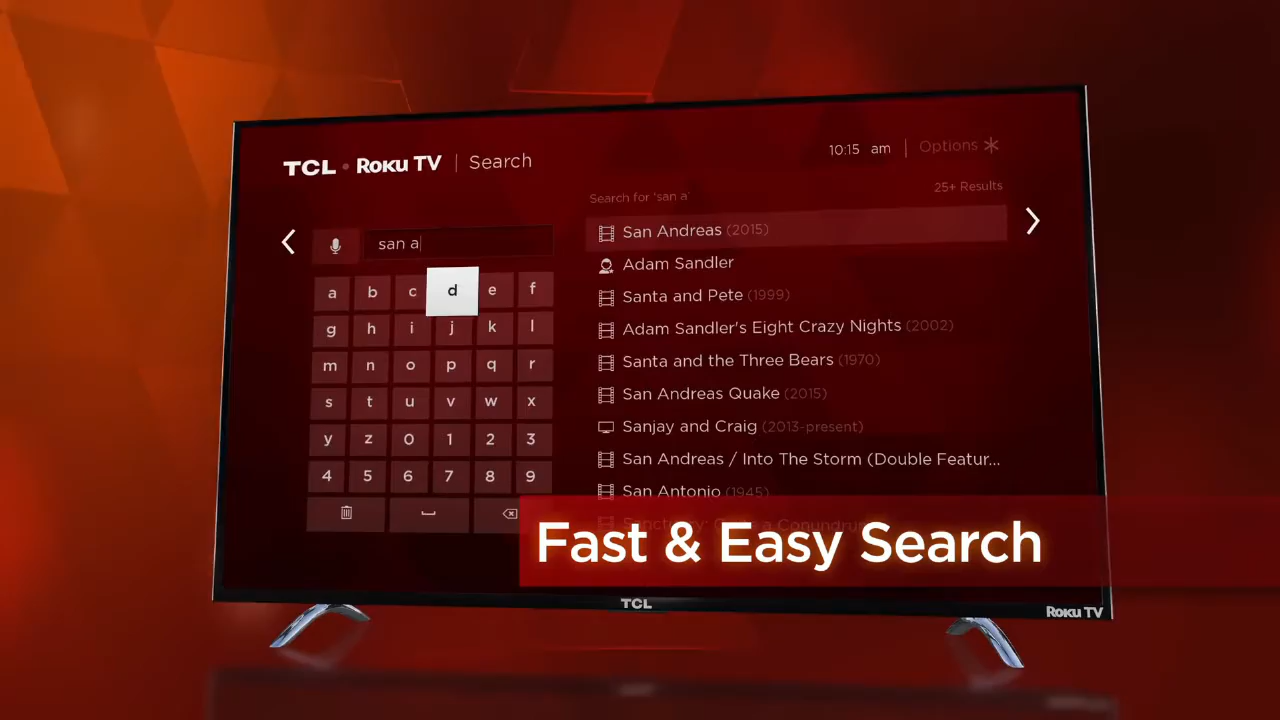 TCL • Roku TV | Search
10:15 am | Options
Search for 'san a'
25+ Results
san a
a b c d e f
g h i j k l
m n o p q r
s t u v w x
y z 0 1 2 3
4 5 6 7 8 9
San Andreas (2015)
Adam Sandler
Santa and Pete (1999)
Adam Sandler's Eight Crazy Nights (2002)
Santa and the Three Bears (1970)
San Andreas Quake (2015)
Sanjay and Craig (2013-present)
San Andreas / Into The Storm (Double Featur...
San Antonio (1945)
Fast & Easy Search
TCL
Roku TV